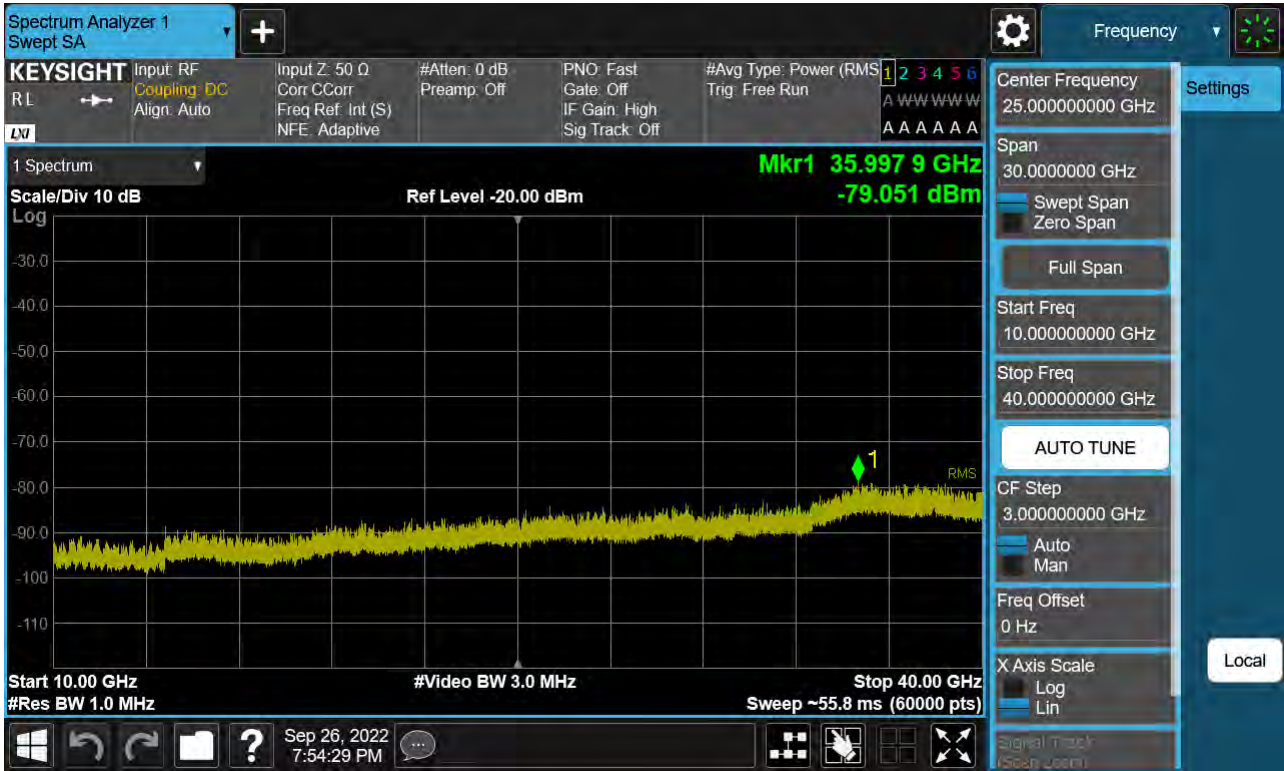 Spectrum Analyzer 1
Swept SA
Frequency
KEYSIGHT
R L
LXI
Input: RF
Coupling: DC
Align: Auto
Input Z: 50 Ω
Corr CCorr
Freq Ref: Int (S)
NFE: Adaptive
#Atten: 0 dB
Preamp: Off
PNO: Fast
Gate: Off
IF Gain: High
Sig Track: Off
#Avg Type: Power (RMS
Trig: Free Run
1 2 3 4 5 6
A W W W W W
A A A A A A
1 Spectrum
Scale/Div 10 dB
Log
Ref Level -20.00 dBm
Mkr1 35.997 9 GHz
-79.051 dBm
-30.0
-40.0
-50.0
-60.0
-70.0
-80.0
-90.0
-100
-110
1
RMS
Start 10.00 GHz
#Res BW 1.0 MHz
#Video BW 3.0 MHz
Stop 40.00 GHz
Sweep ~55.8 ms (60000 pts)
Center Frequency
25.000000000 GHz
Span
30.0000000 GHz
Swept Span
Zero Span
Full Span
Start Freq
10.000000000 GHz
Stop Freq
40.000000000 GHz
AUTO TUNE
CF Step
3.000000000 GHz
Auto
Man
Freq Offset
0 Hz
X Axis Scale
Log
Lin
Signal Track
(Span Zoom)
Settings
Local
?
Sep 26, 2022
7:54:29 PM